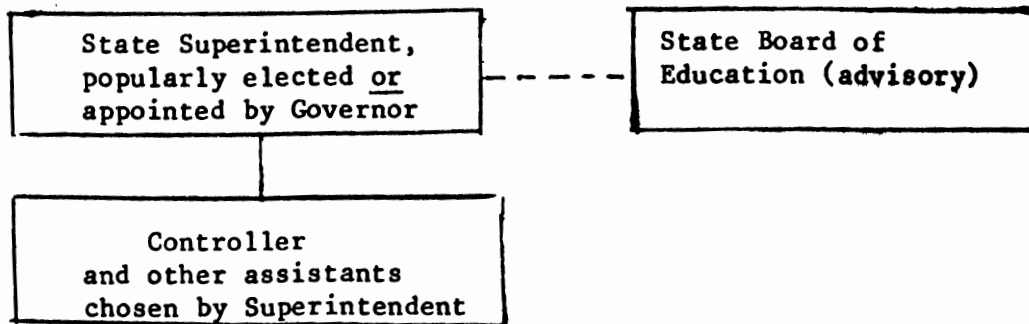 State Superintendent,
popularly elected or
appointed by Governor
State Board of
Education (advisory)
Controller
and other assistants
chosen by Superintendent